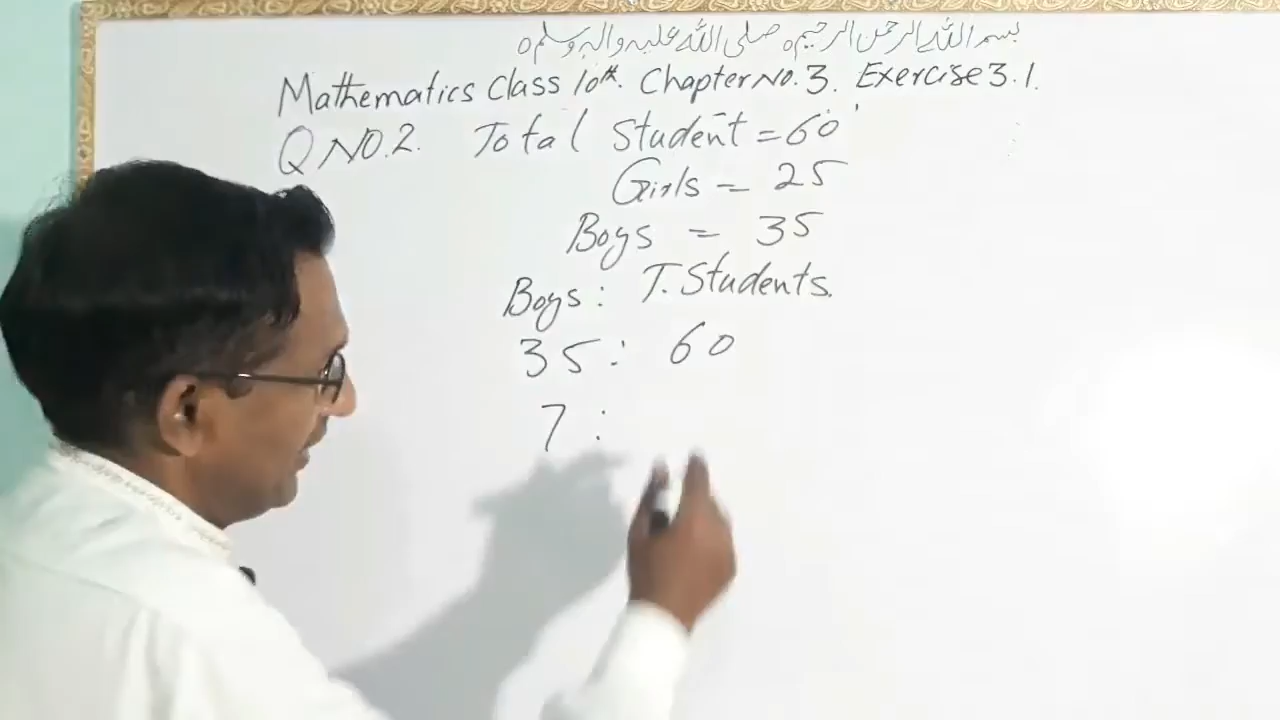 بسم اللہ الرحمٰن الرحیم ہ صلی اللہ علیہ والہ وسلم ہ
Mathematics Class 10th. Chapter No. 3. Exercise 3.1.
Q NO.2. Total Student = 60
Girls = 25
Boys = 35
Boys : T. Students.
35 : 60
7 :